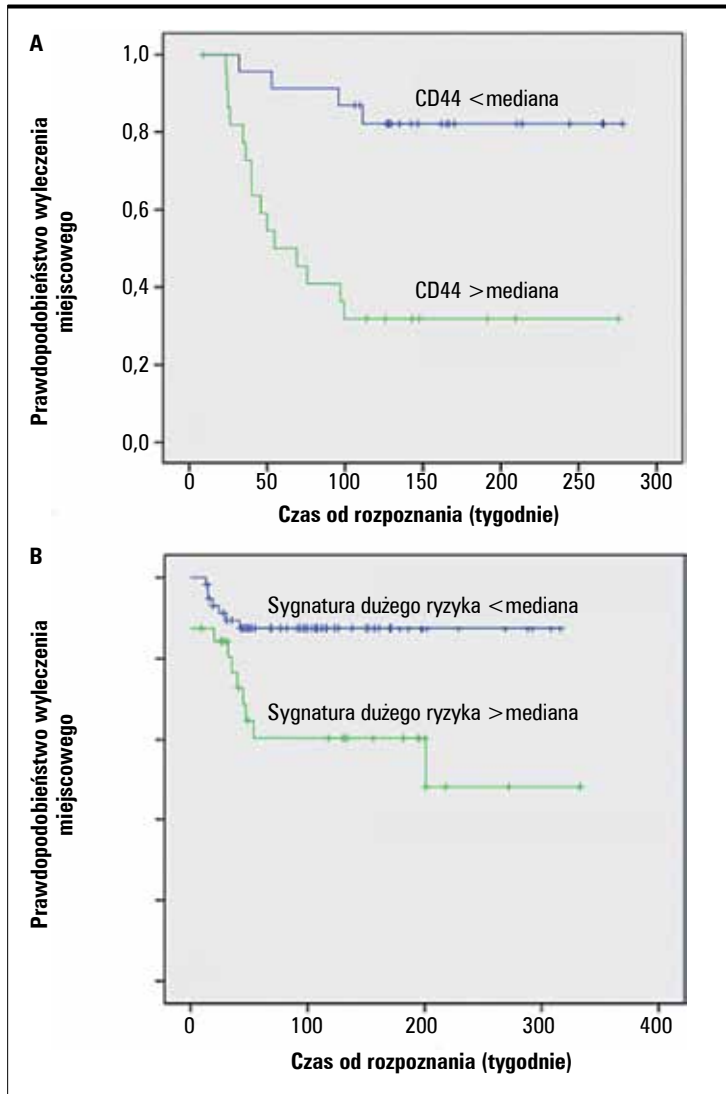 A
1,0
0,8
0,6
0,4
0,2
0,0
Prawdopodobieństwo wyleczenia
miejscowego
CD44 <mediana
CD44 >mediana
0 50 100 150 200 250 300
Czas od rozpoznania (tygodnie)
B
Prawdopodobieństwo wyleczenia
miejscowego
Sygnatura dużego ryzyka <mediana
Sygnatura dużego ryzyka >mediana
0 100 200 300 400
Czas od rozpoznania (tygodnie)